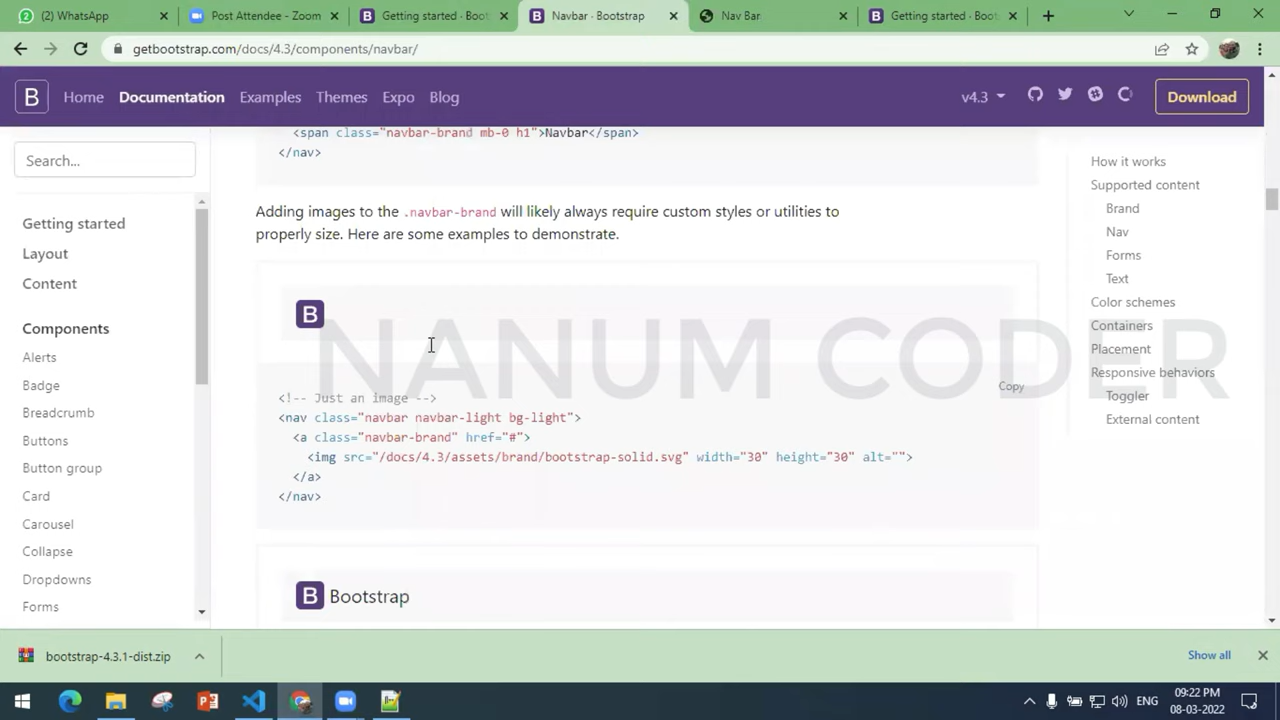 (2) WhatsApp
Post Attendee - Zoom
Getting started · Boot
Navbar · Bootstrap
Nav Bar
Getting started · Boot
getbootstrap.com/docs/4.3/components/navbar/
B Home Documentation Examples Themes Expo Blog v4.3 Download
Search...
Getting started
Layout
Content
Components
Alerts
Badge
Breadcrumb
Buttons
Button group
Card
Carousel
Collapse
Dropdowns
Forms
<span class="navbar-brand mb-0 h1">Navbar</span>
</nav>
Adding images to the .navbar-brand will likely always require custom styles or utilities to
properly size. Here are some examples to demonstrate.
B
NANUM CODER
Copy
<!-- Just an image -->
<nav class="navbar navbar-light bg-light">
<a class="navbar-brand" href="#">
<img src="/docs/4.3/assets/brand/bootstrap-solid.svg" width="30" height="30" alt="">
</a>
</nav>
B Bootstrap
How it works
Supported content
Brand
Nav
Forms
Text
Color schemes
Containers
Placement
Responsive behaviors
Toggler
External content
bootstrap-4.3.1-dist.zip
Show all
ENG
09:22 PM
08-03-2022